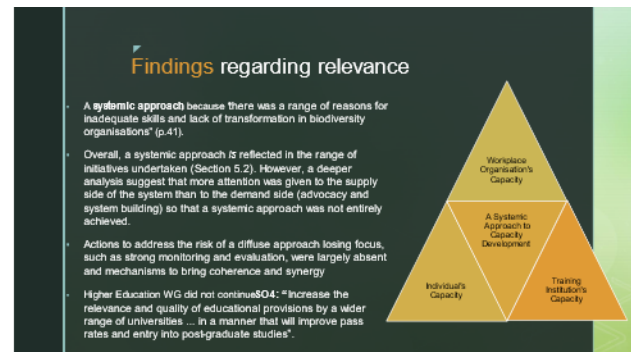 Findings regarding relevance
A systemic approach because "there was a range of reasons for
inadequate skills and lack of transformation in biodiversity
organisations" (p.41).
Overall, a systemic approach is reflected in the range of
initiatives undertaken (Section 5.2). However, a deeper
analysis suggest that more attention was given to the supply
side of the system than to the demand side (advocacy and
system building) so that a systemic approach was not entirely
achieved.
Actions to address the risk of a diffuse approach losing focus,
such as strong monitoring and evaluation, were largely absent
and mechanisms to bring coherence and synergy
Higher Education WG did not continue SO4: "Increase the
relevance and quality of educational provisions by a wider
range of universities ... in a manner that will improve pass
rates and entry into post-graduate studies".
Workplace
Organisation's
Capacity
A Systemic
Approach to
Capacity
Development
Individual's
Capacity
Training
Institution's
Capacity